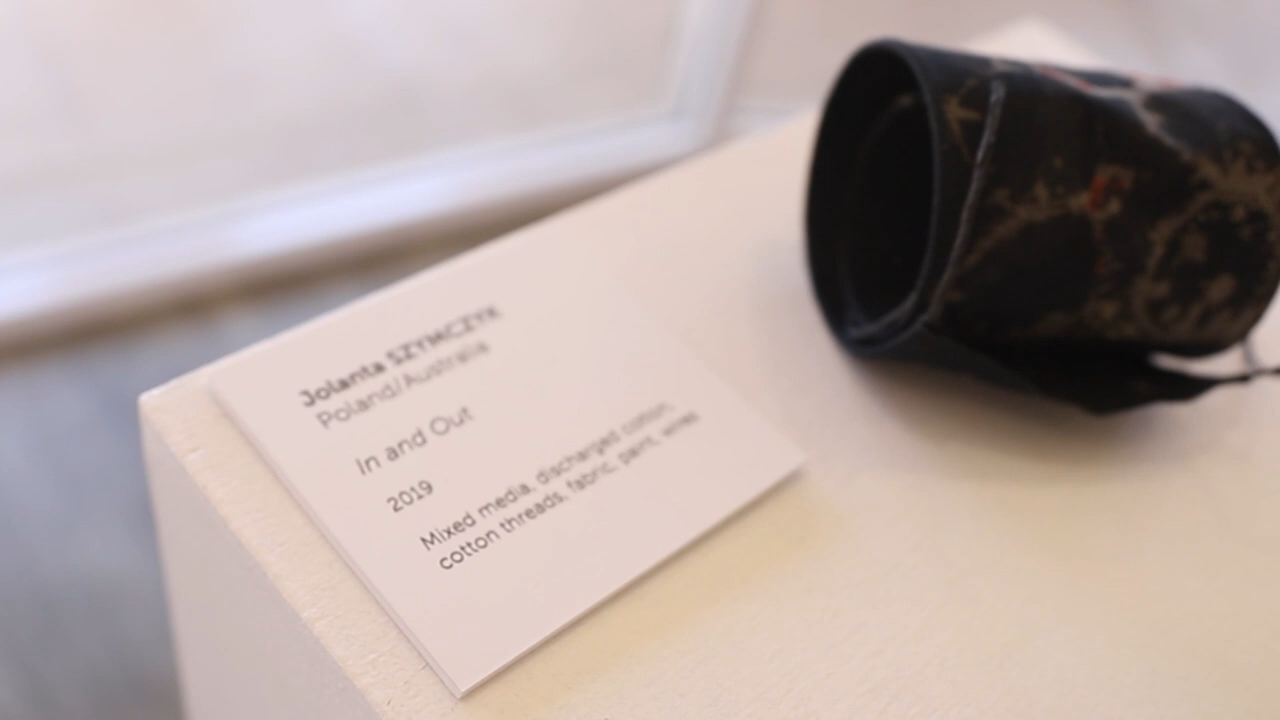 Jolanta SZYMCZYK
Poland/Australia
In and Out
2019
Mixed media, discharged cotton,
cotton threads, fabric, paint, wires